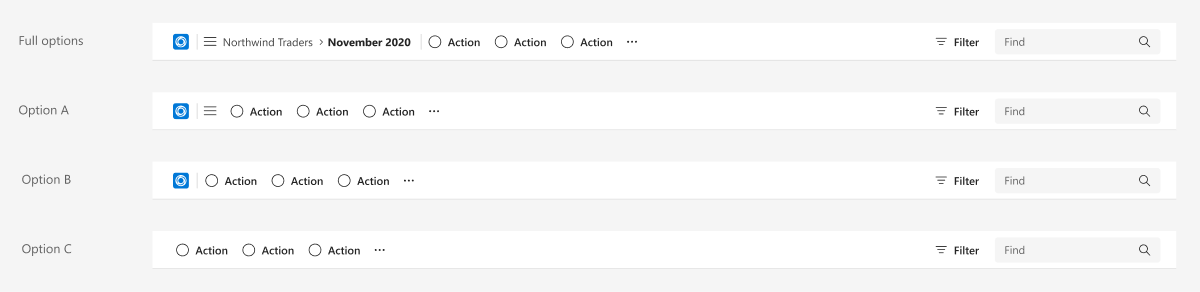 Full options
Northwind Traders > November 2020 Action Action Action ... Filter Find
Option A
Action Action Action ... Filter Find
Option B
Action Action Action ... Filter Find
Option C
Action Action Action ... Filter Find